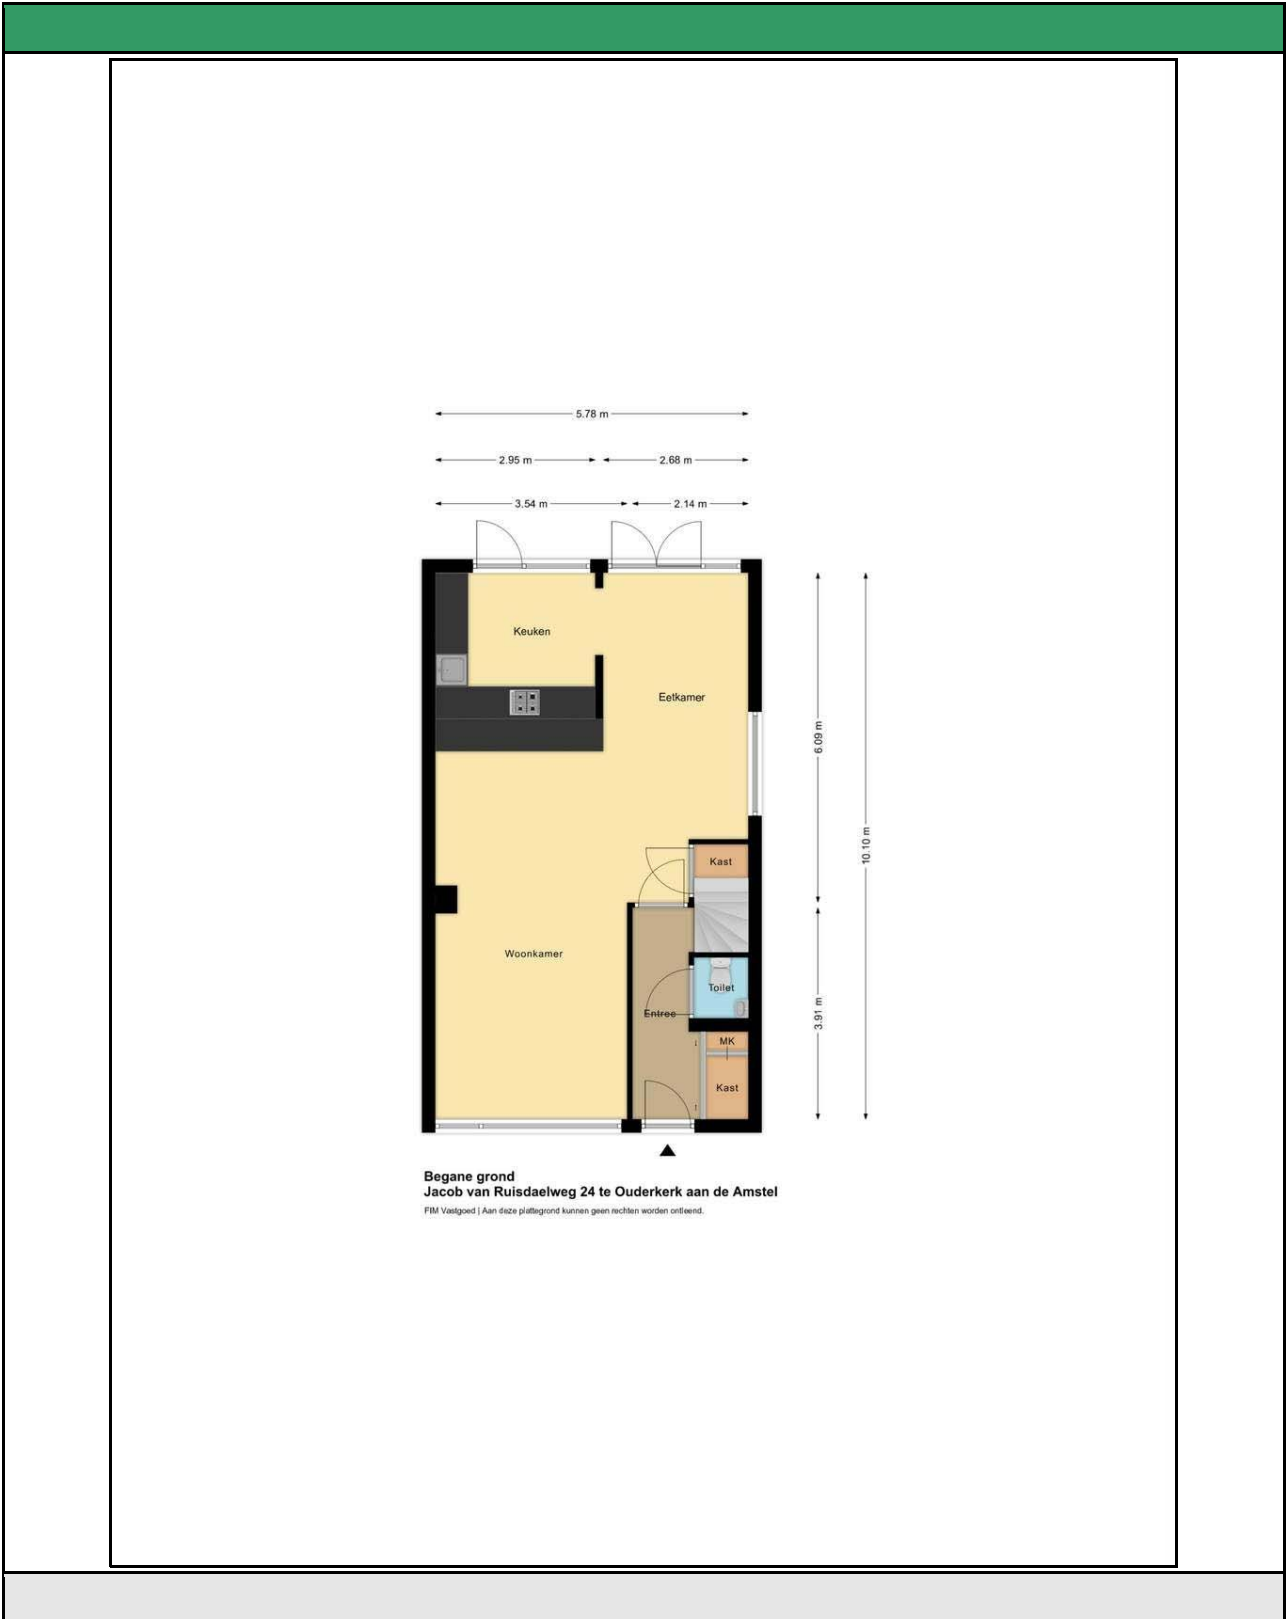 5.78 m
2.95 m
2.68 m
3.54 m
2.14 m
Keuken
Eetkamer
6.09 m
10.10 m
Kast
Woonkamer
Toilet
Entree
3.91 m
MK
Kast
Begane grond
Jacob van Ruisdaelweg 24 te Ouderkerk aan de Amstel
FIM Vastgoed | Aan deze plattegrond kunnen geen rechten worden ontleend.